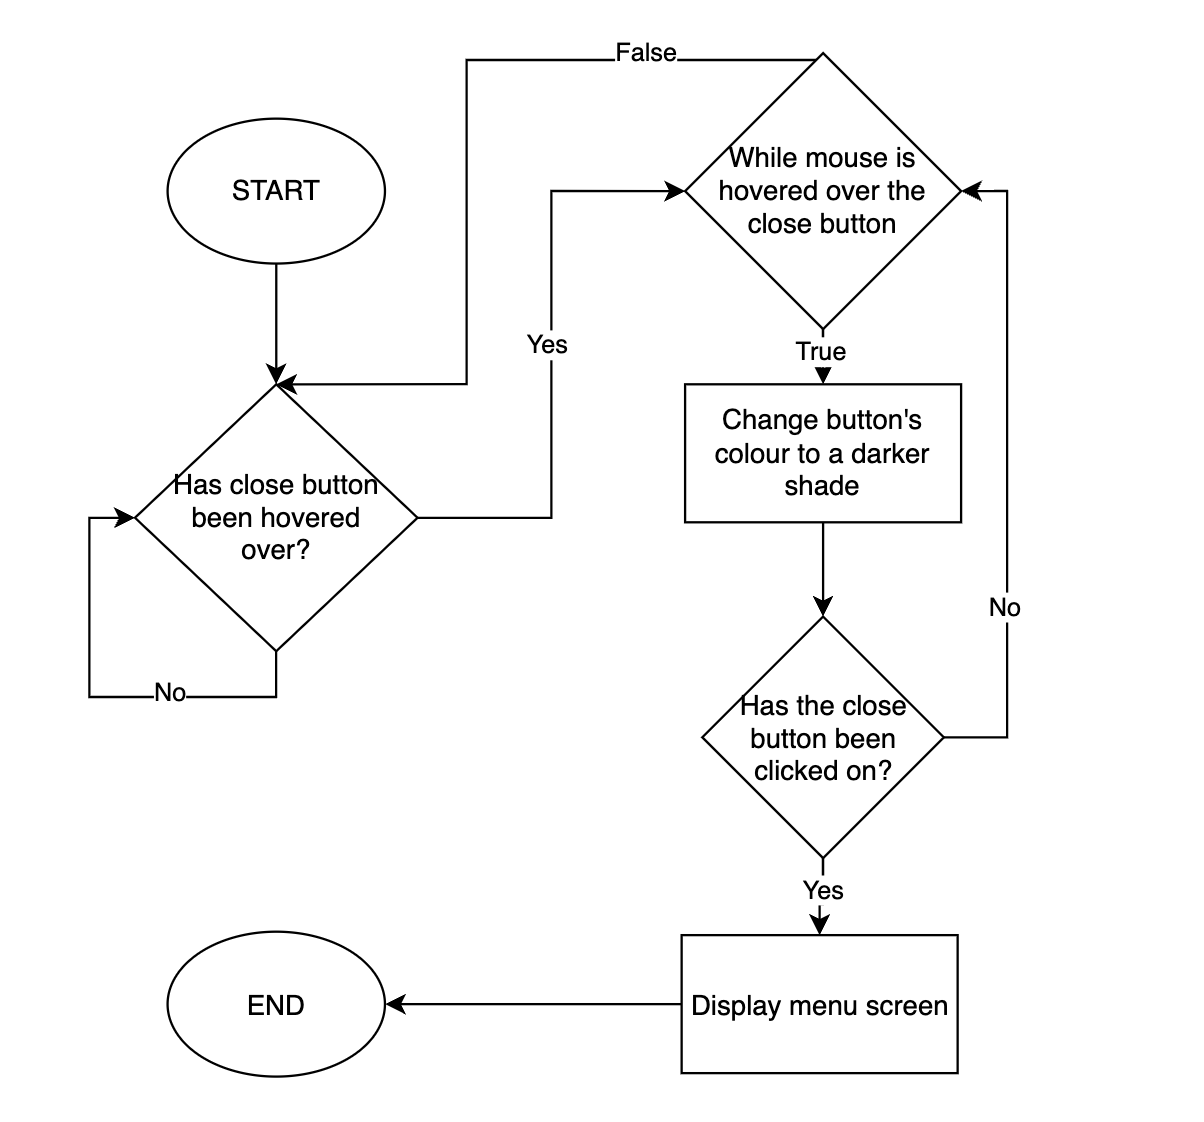 False
While mouse is
hovered over the
close button
START
Yes
True
Change button's
colour to a darker
shade
Has close button
been hovered
over?
No
No
Has the close
button been
clicked on?
Yes
Display menu screen
END